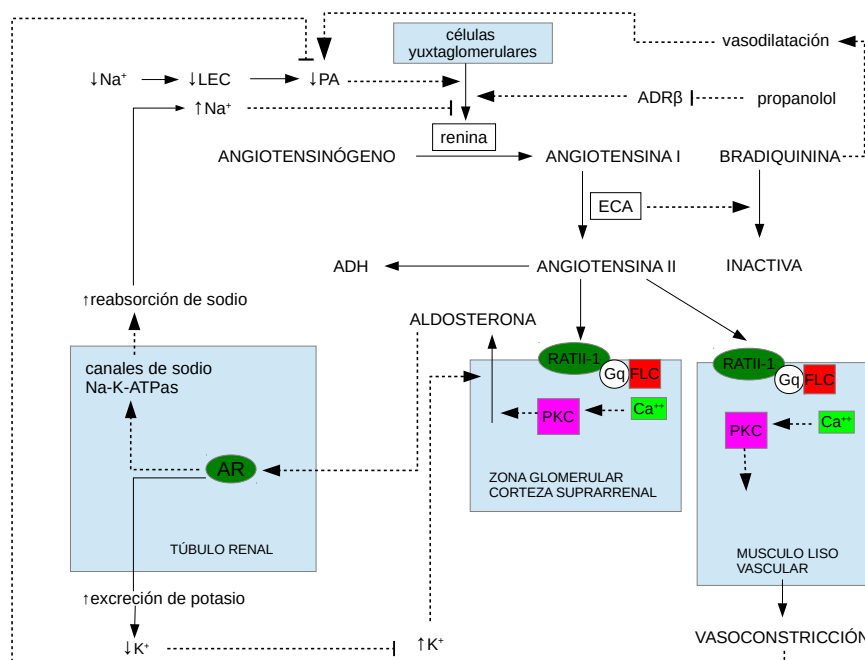 células
yuxtaglomerulares
vasodilatación
↓Na⁺
↓LEC
↓PA
↑Na⁺
ADRβ
propanolol
renina
ANGIOTENSINÓGENO
ANGIOTENSINA I
BRADIQUININA
ECA
ADH
ANGIOTENSINA II
INACTIVA
↑reabsorción de sodio
ALDOSTERONA
canales de sodio
Na-K-ATPas
RATII-1
Gq
FLC
RATII-1
Gq
FLC
PKC
Ca⁺⁺
PKC
Ca⁺⁺
AR
ZONA GLOMERULAR
CORTEZA SUPRARRENAL
TÚBULO RENAL
MUSCULO LISO
VASCULAR
↑excreción de potasio
↓K⁺
↑K⁺
VASOCONSTRICCIÓN